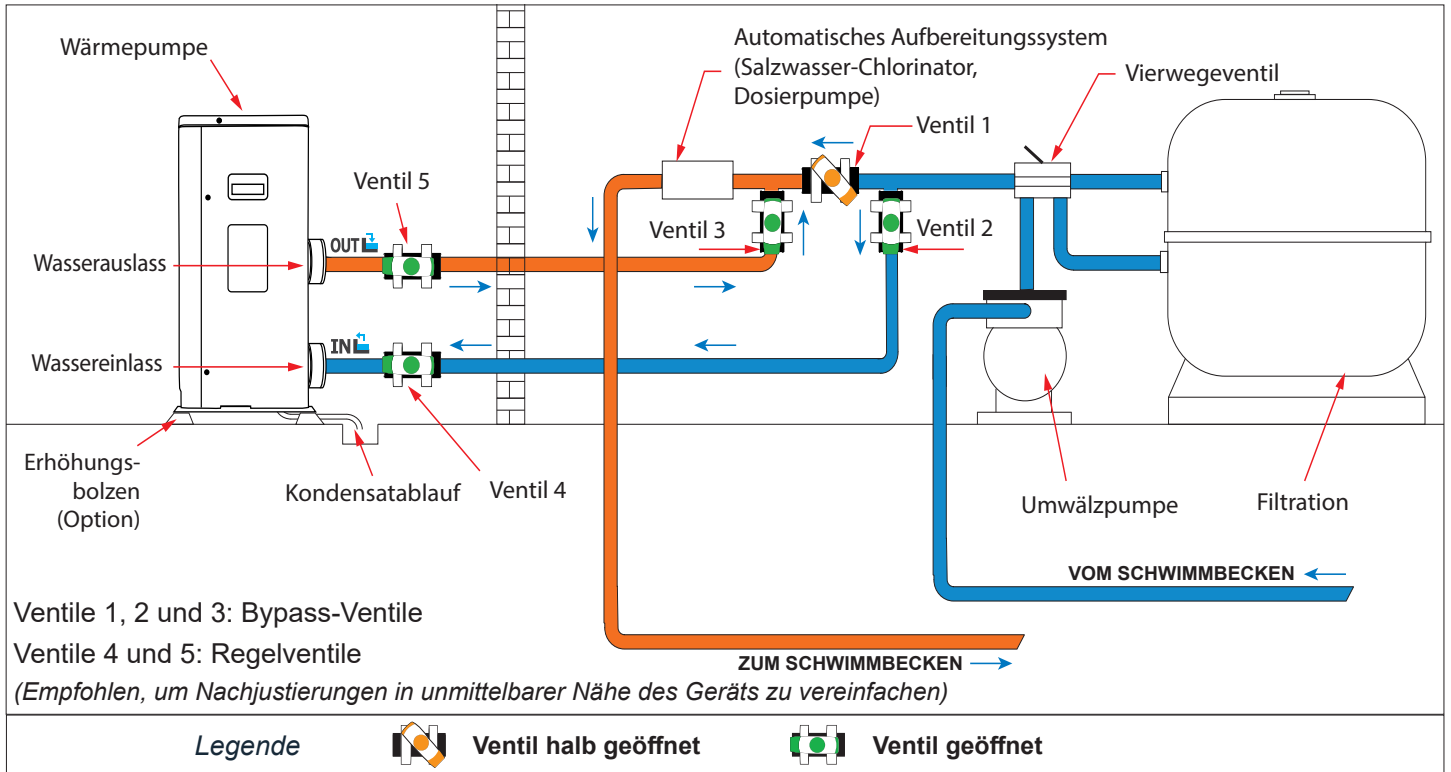 Wärmepumpe
Automatisches Aufbereitungssystem
(Salzwasser-Chlorinator,
Dosierpumpe)
Vierwegeventil
Ventil 1
Ventil 5
Ventil 3
Ventil 2
OUT
Wasserauslass
IN
Wassereinlass
Erhöhungs-
bolzen
(Option)
Kondensatablauf
Ventil 4
Umwälzpumpe
Filtration
VOM SCHWIMMBECKEN
Ventile 1, 2 und 3: Bypass-Ventile
Ventile 4 und 5: Regelventile
ZUM SCHWIMMBECKEN
(Empfohlen, um Nachjustierungen in unmittelbarer Nähe des Geräts zu vereinfachen)
Legende
Ventil halb geöffnet
Ventil geöffnet